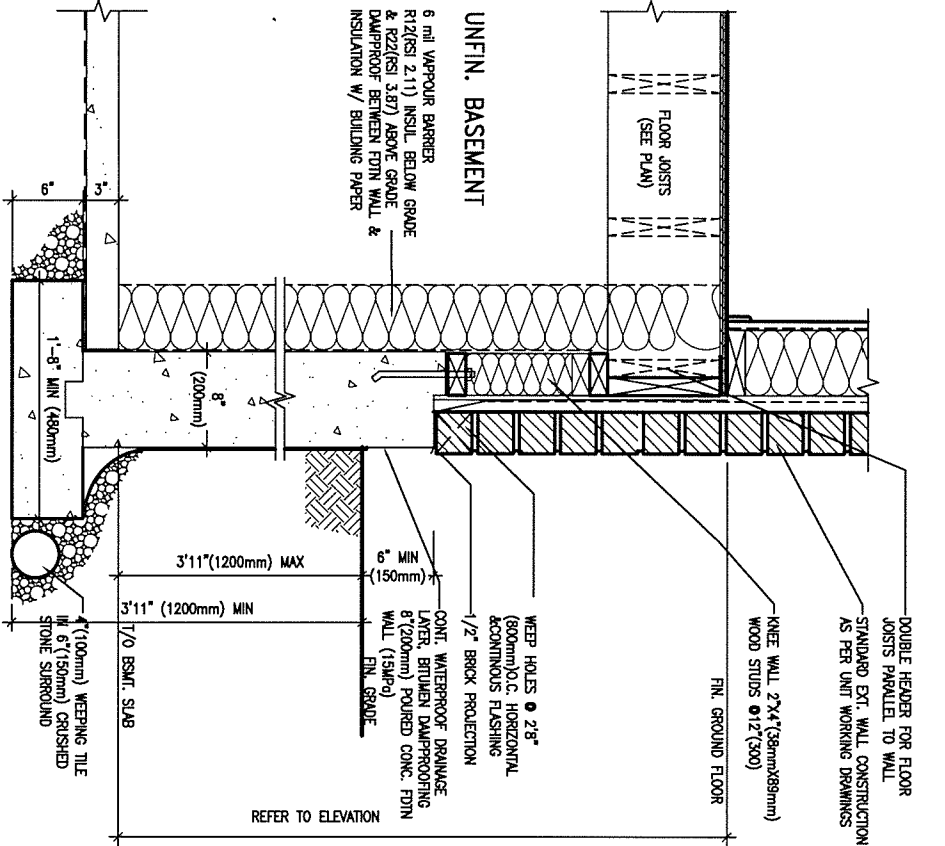 UNFIN. BASEMENT
6 mil VAPPOUR BARRIER
R12(RSI 2.11) INSUL. BELOW GRADE
& R22(RSI 3.87) ABOVE GRADE
DAMPPROOF BETWEEN FDTN WALL &
INSULATION W/ BUILDING PAPER
FLOOR JOISTS
(SEE PLAN)
DOUBLE HEADER FOR FLOOR
JOISTS PARALLEL TO WALL
STANDARD EXT. WALL CONSTRUCTION
AS PER UNIT WORKING DRAWINGS
KNEE WALL 2"X4"(38mmX89mm)
WOOD STUDS @12"(300)
FIN. GROUND FLOOR
WEEP HOLES @ 2'8"
(800mm)O.C. HORIZONTAL
&CONTINOUS FLASHING
1/2" BRICK PROJECTION
CONT. WATERPROOF DRAINAGE
LAYER, BITUMEN DAMPPROOFING
8"(200mm) POURED CONC. FDTN
WALL (15MPa)
FIN. GRADE
6" MIN
(150mm)
3'11"(1200mm) MAX
3'11" (1200mm) MIN
REFER TO ELEVATION
T/O BSMT. SLAB
4"(100mm) WEEPING TILE
IN 6"(150mm) CRUSHED
STONE SURROUND
8"
(200mm)
1'-8" MIN (480mm)
6"
3"